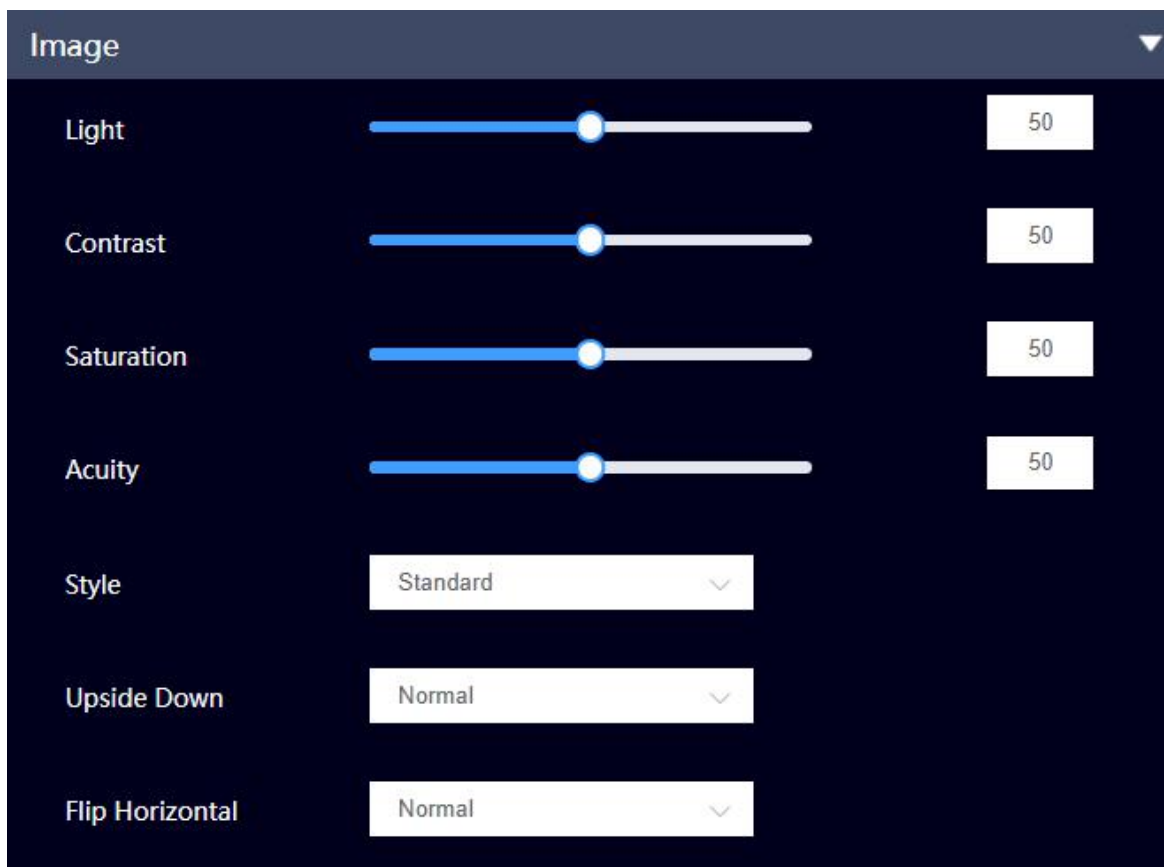 Image
Light 50
Contrast 50
Saturation 50
Acuity 50
Style Standard
Upside Down Normal
Flip Horizontal Normal